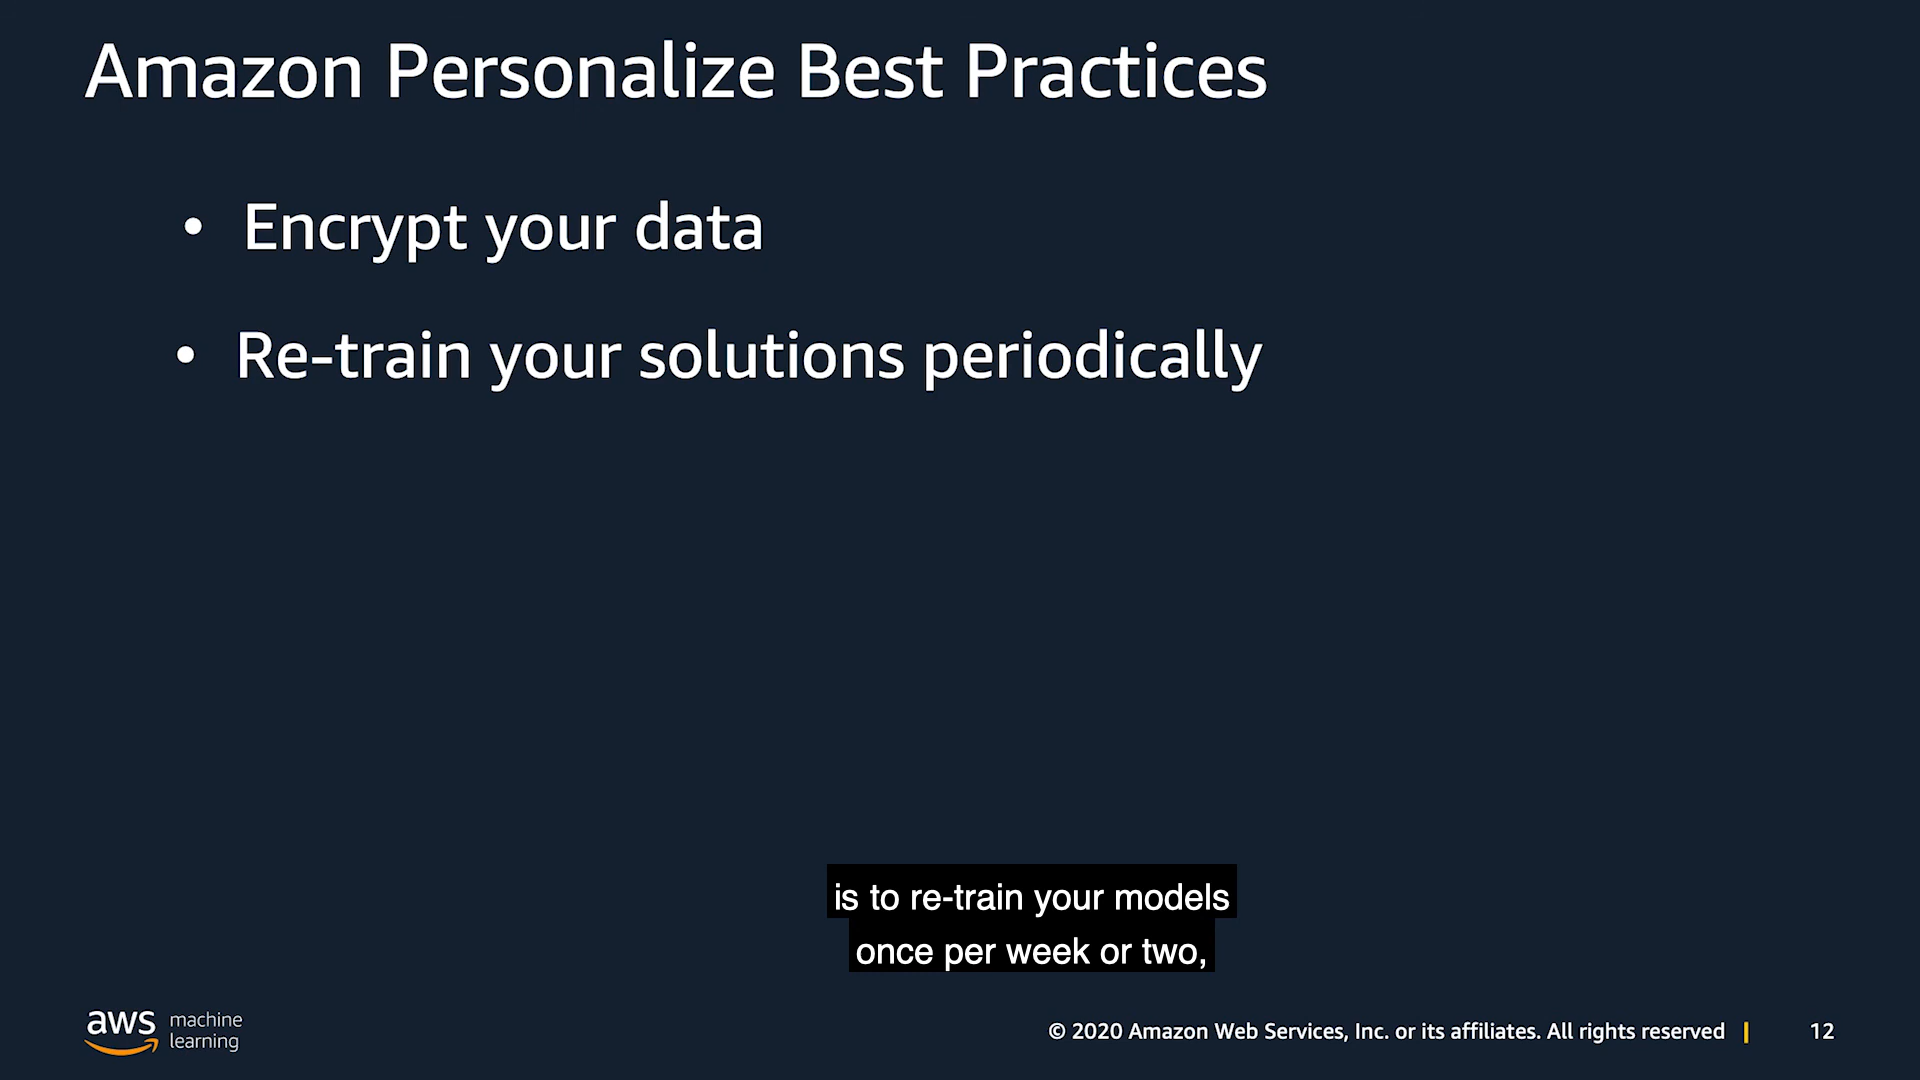 Amazon Personalize Best Practices
• Encrypt your data
• Re-train your solutions periodically
is to re-train your models
once per week or two,
aws machine
learning
© 2020 Amazon Web Services, Inc. or its affiliates. All rights reserved | 12